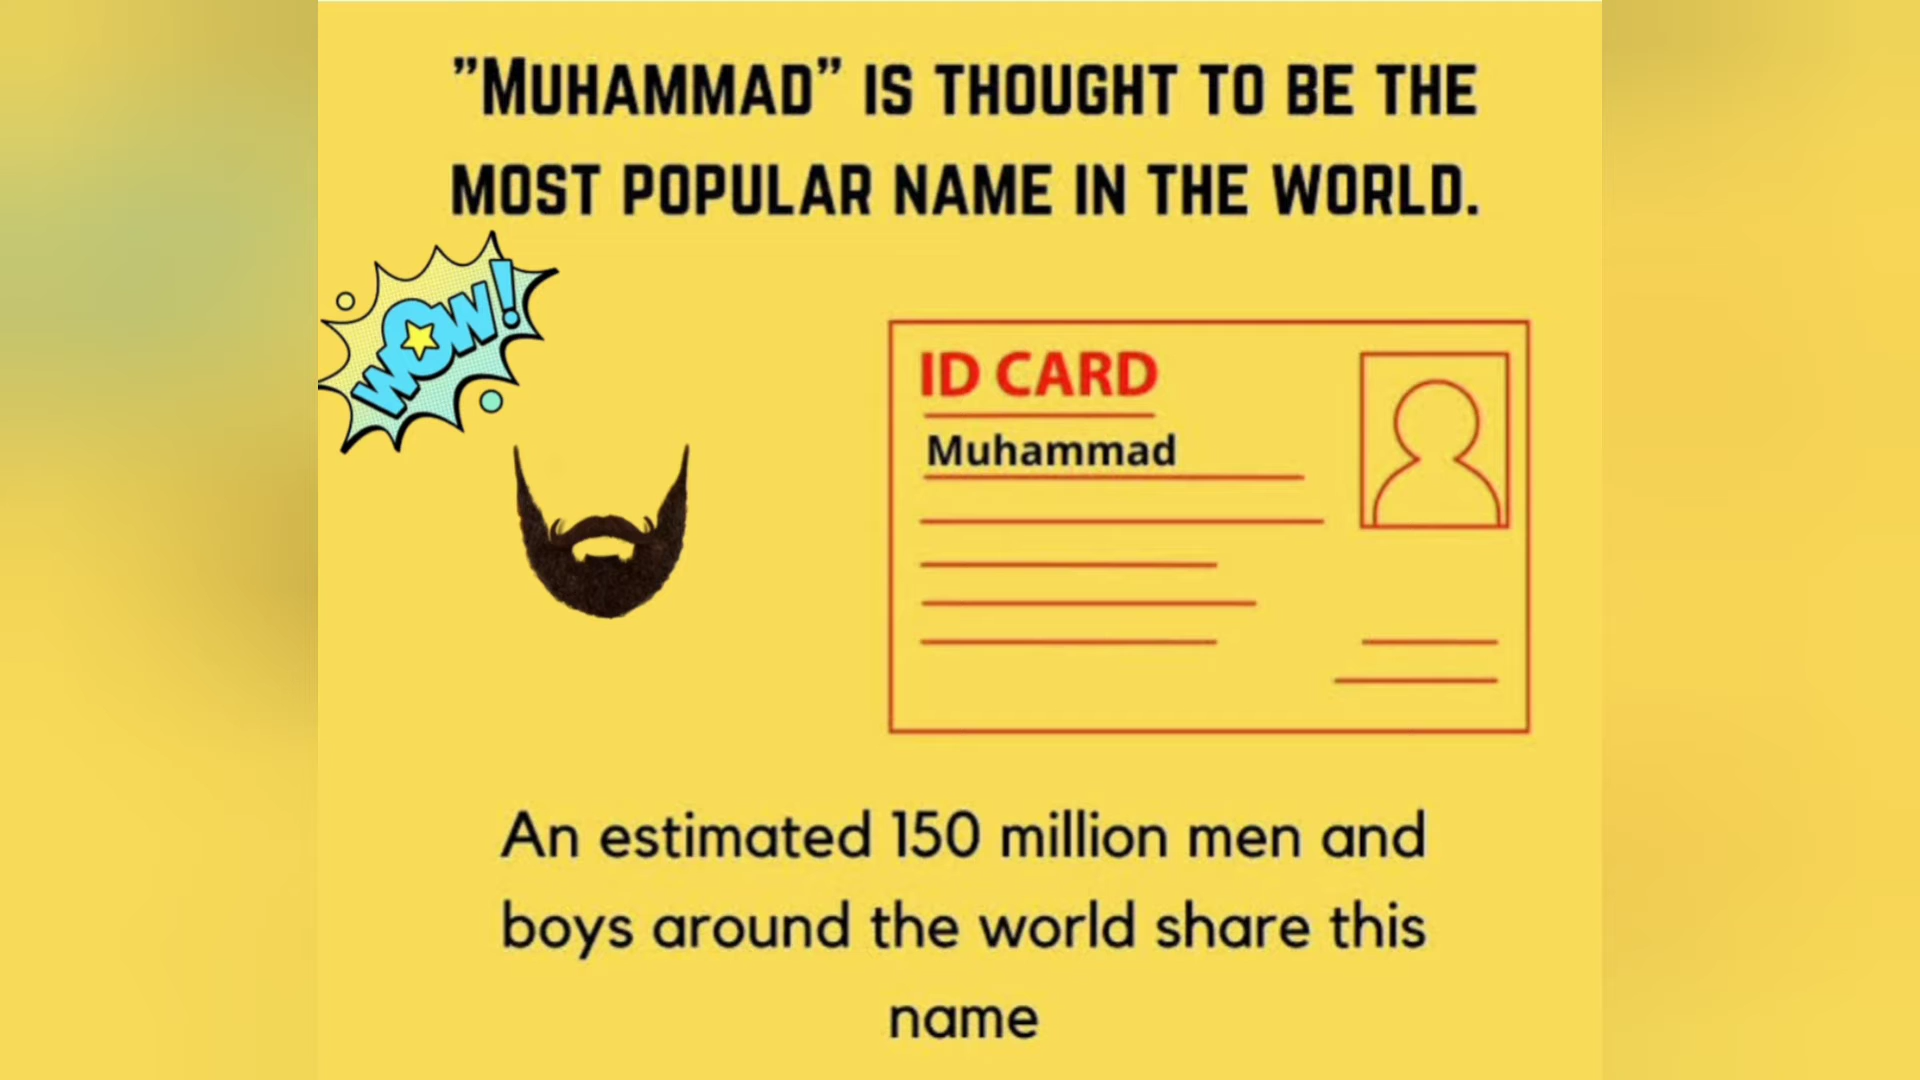 "MUHAMMAD" IS THOUGHT TO BE THE
MOST POPULAR NAME IN THE WORLD.
WOW!
ID CARD
Muhammad
An estimated 150 million men and
boys around the world share this
name